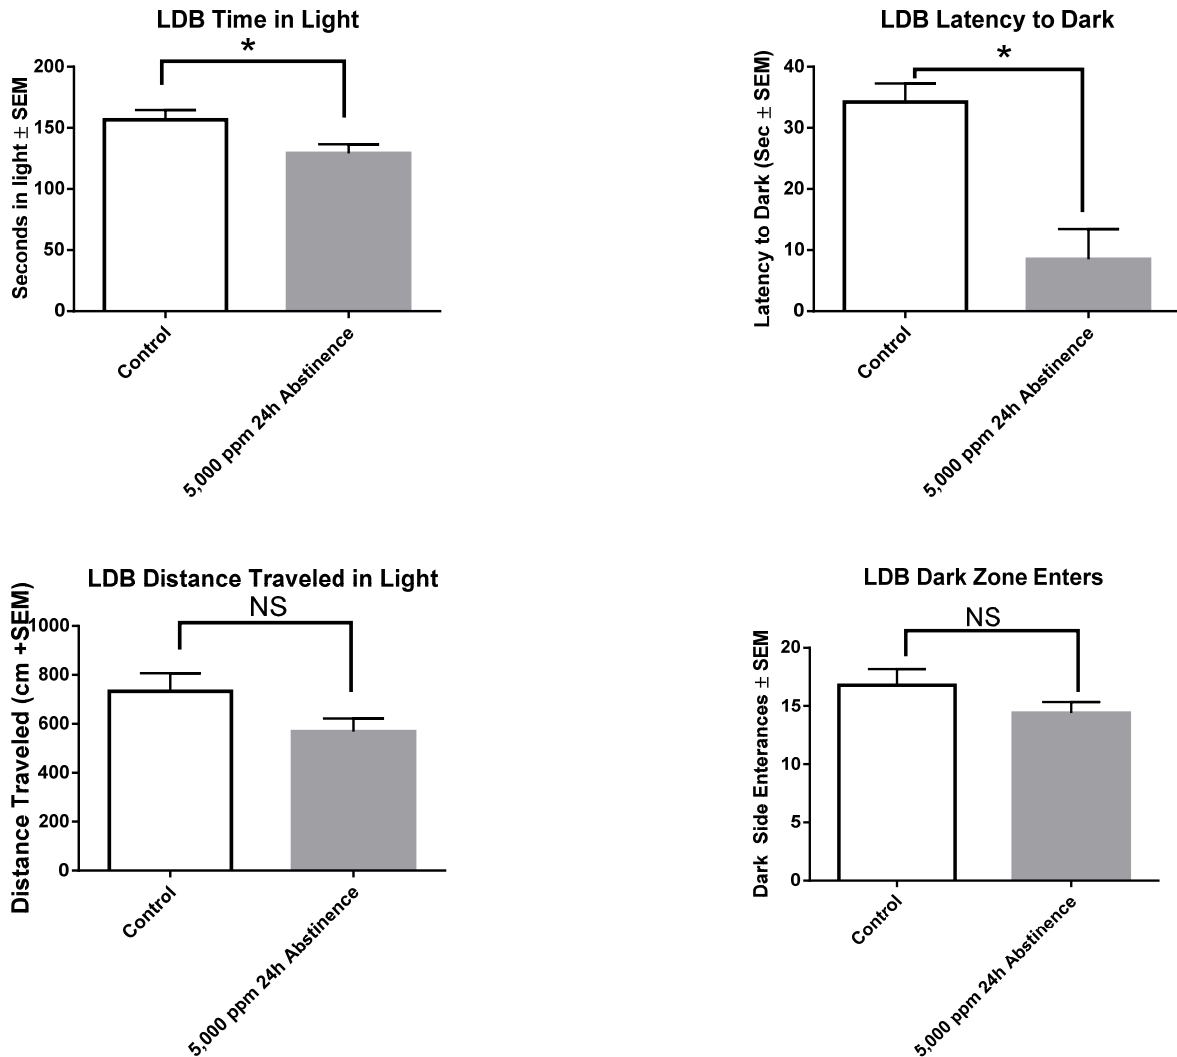 LDB Time in Light
*
Seconds in light ± SEM
200
150
100
50
0
Control
5,000 ppm 24h Abstinence
LDB Latency to Dark
*
Latency to Dark (Sec ± SEM)
40
30
20
10
0
Control
5,000 ppm 24h Abstinence
LDB Distance Traveled in Light
NS
Distance Traveled (cm +SEM)
1000
800
600
400
200
0
Control
5,000 ppm 24h Abstinence
LDB Dark Zone Enters
NS
Dark Side Enterances ± SEM
20
15
10
5
0
Control
5,000 ppm 24h Abstinence